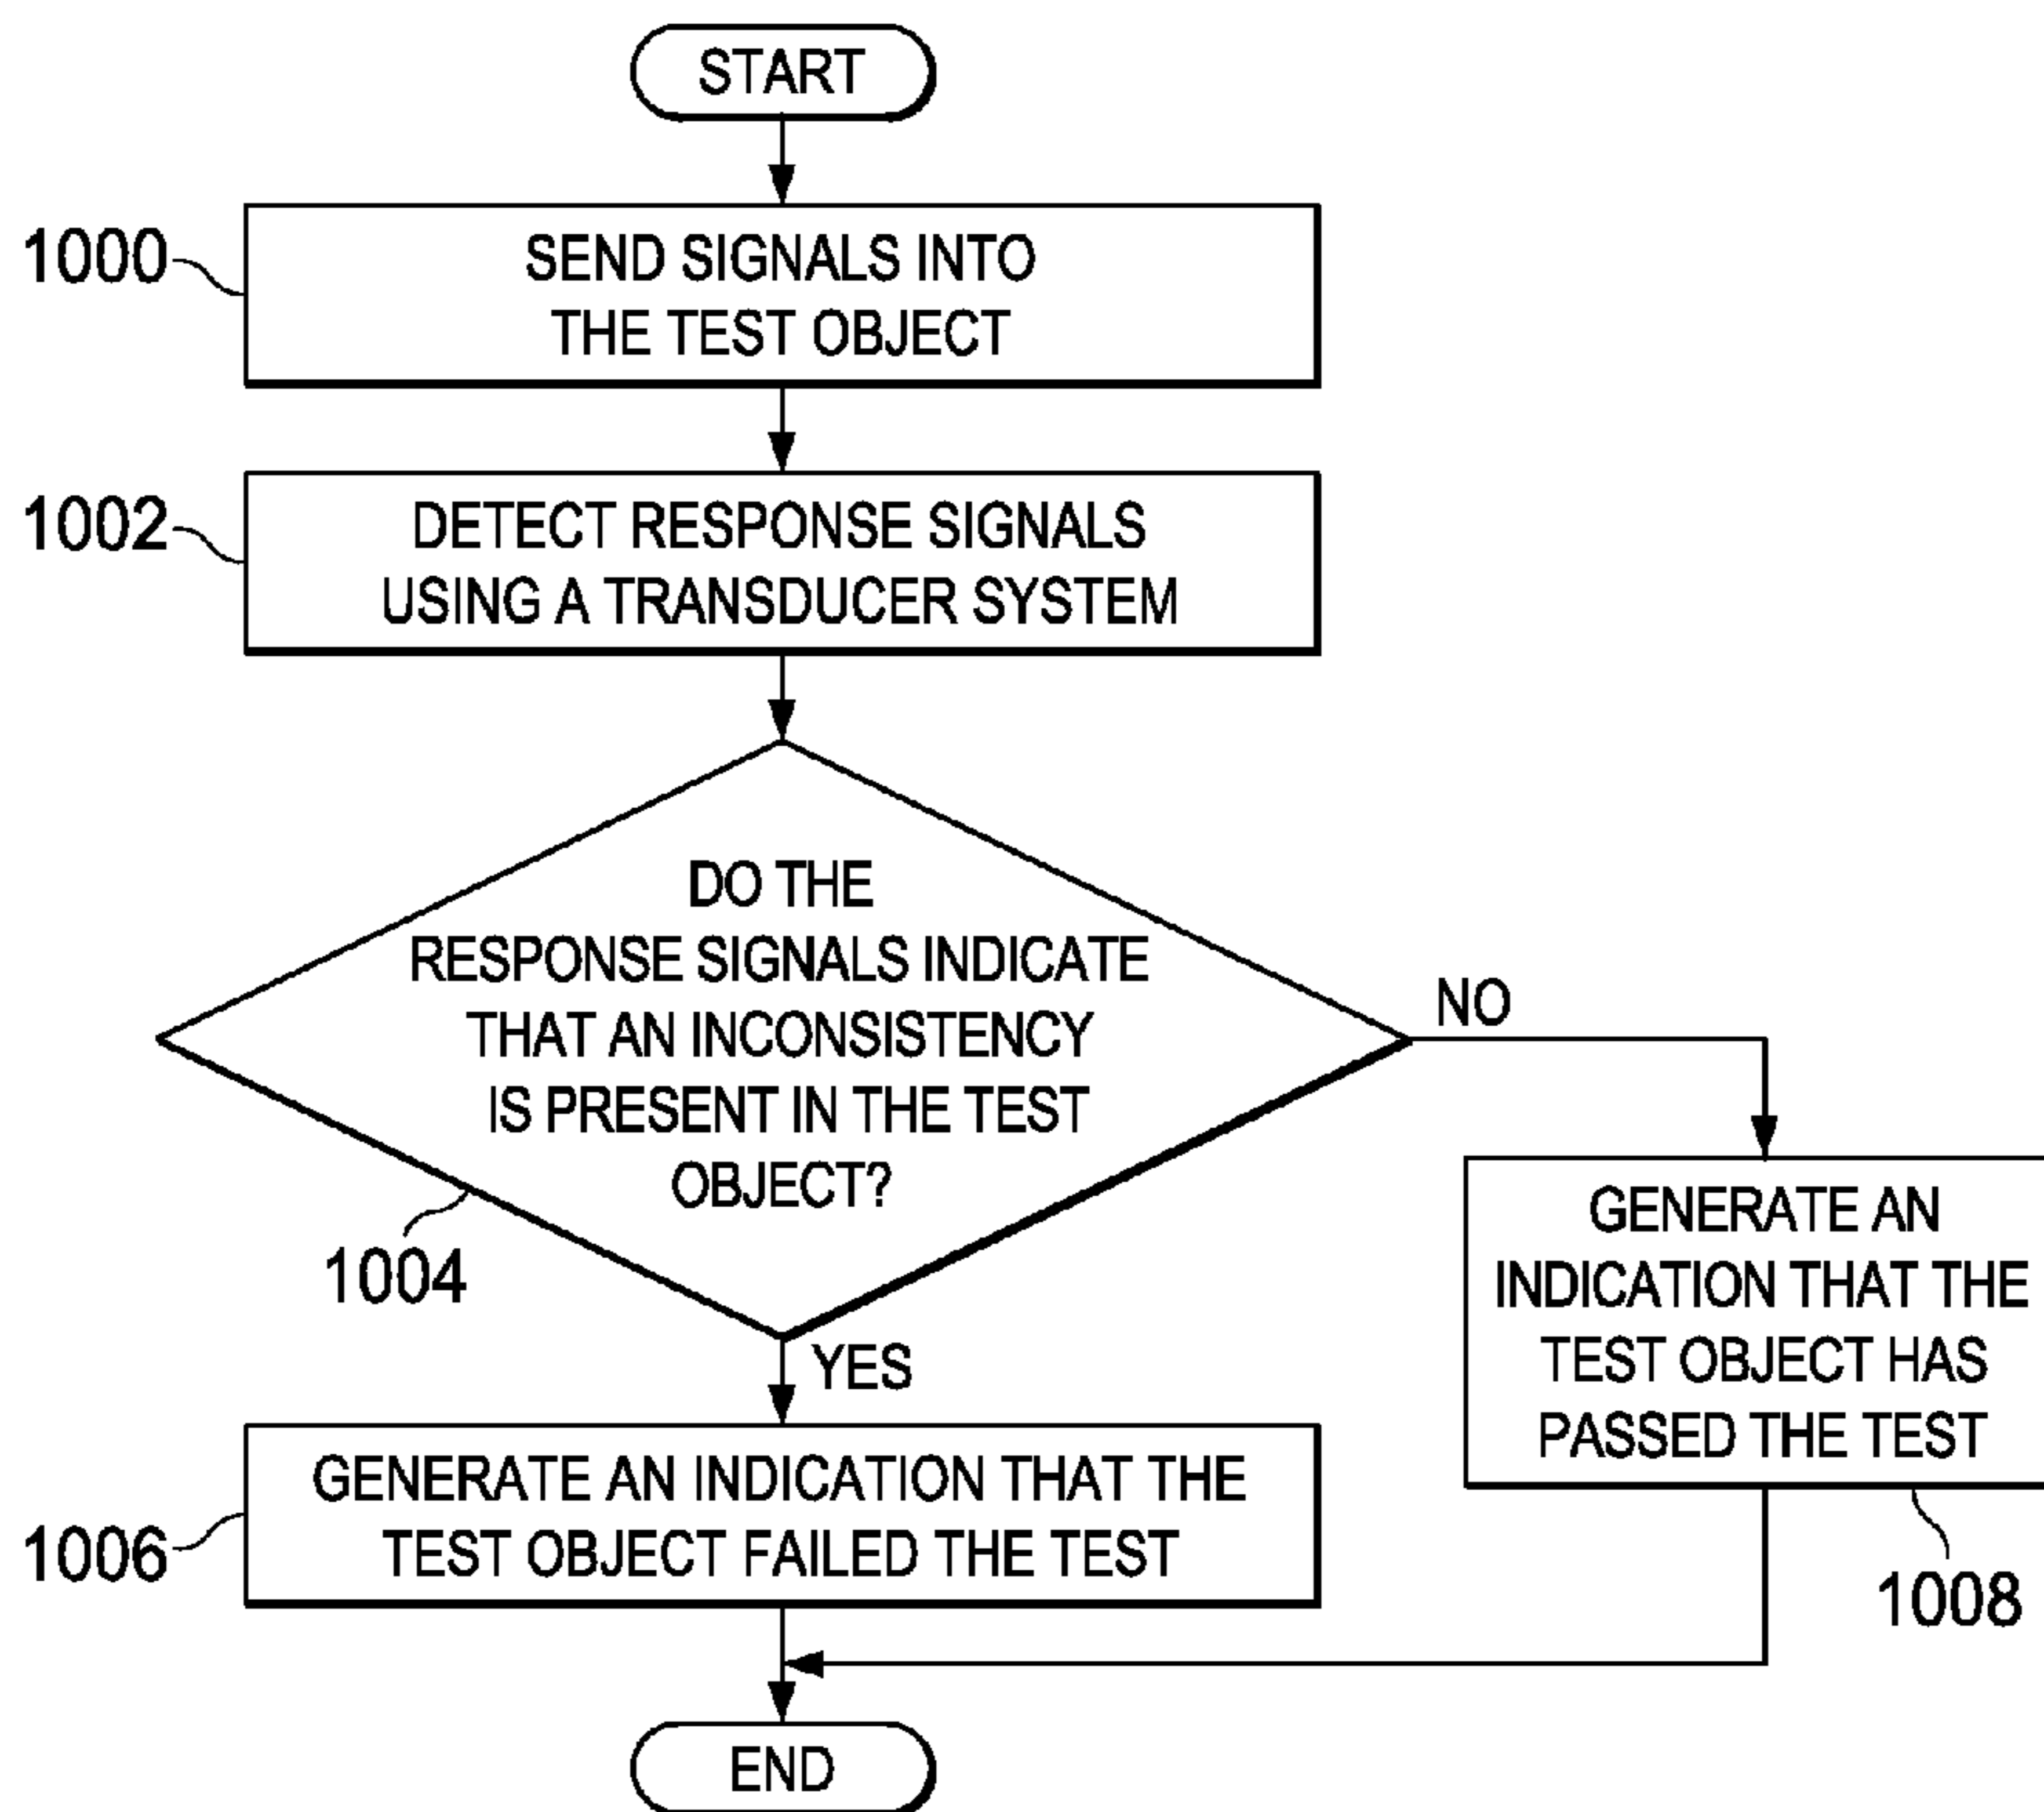 START
1000
SEND SIGNALS INTO
THE TEST OBJECT
1002
DETECT RESPONSE SIGNALS
USING A TRANSDUCER SYSTEM
DO THE
RESPONSE SIGNALS INDICATE
THAT AN INCONSISTENCY
IS PRESENT IN THE TEST
OBJECT?
1004
NO
YES
GENERATE AN
INDICATION THAT THE
TEST OBJECT HAS
PASSED THE TEST
1008
1006
GENERATE AN INDICATION THAT THE
TEST OBJECT FAILED THE TEST
END